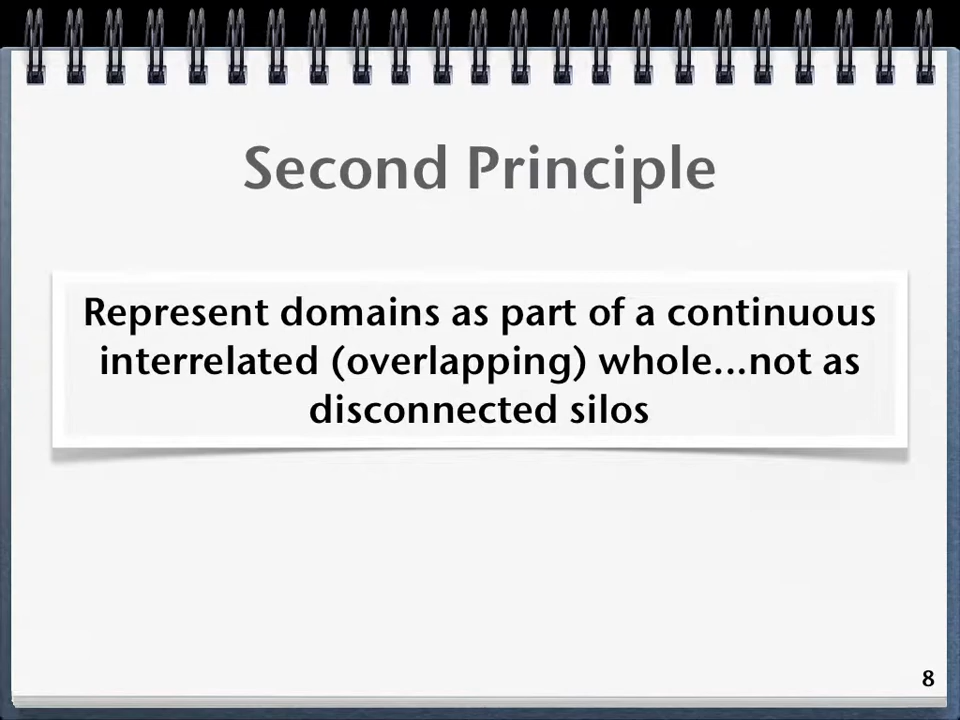 Second Principle
Represent domains as part of a continuous
interrelated (overlapping) whole...not as
disconnected silos
8